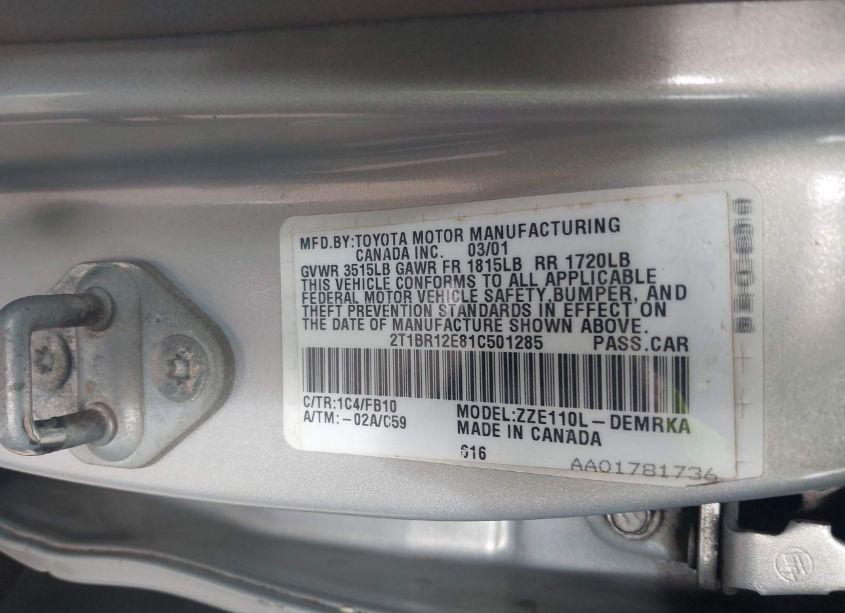 MFD.BY:TOYOTA MOTOR MANUFACTURING
CANADA INC. 03/01
GVWR 3515LB GAWR FR 1815LB RR 1720LB
THIS VEHICLE CONFORMS TO ALL APPLICABLE
FEDERAL MOTOR VEHICLE SAFETY,BUMPER, AND
THEFT PREVENTION STANDARDS IN EFFECT ON
THE DATE OF MANUFACTURE SHOWN ABOVE.
2T1BR12E81C501285 PASS.CAR
C/TR:1C4/FB10
A/TM:-02A/C59
MODEL:ZZE110L-DEMRKA
MADE IN CANADA
616
AA01781736